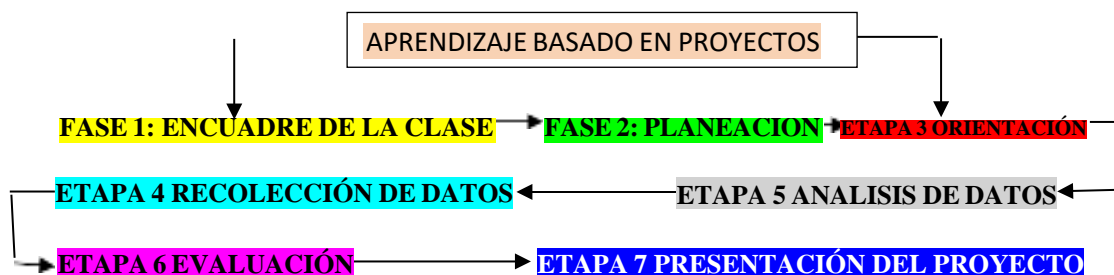 APRENDIZAJE BASADO EN PROYECTOS
FASE 1: ENCUADRE DE LA CLASE
FASE 2: PLANEACION
ETAPA 3 ORIENTACIÓN
ETAPA 4 RECOLECCIÓN DE DATOS
ETAPA 5 ANALISIS DE DATOS
ETAPA 6 EVALUACIÓN
ETAPA 7 PRESENTACIÓN DEL PROYECTO